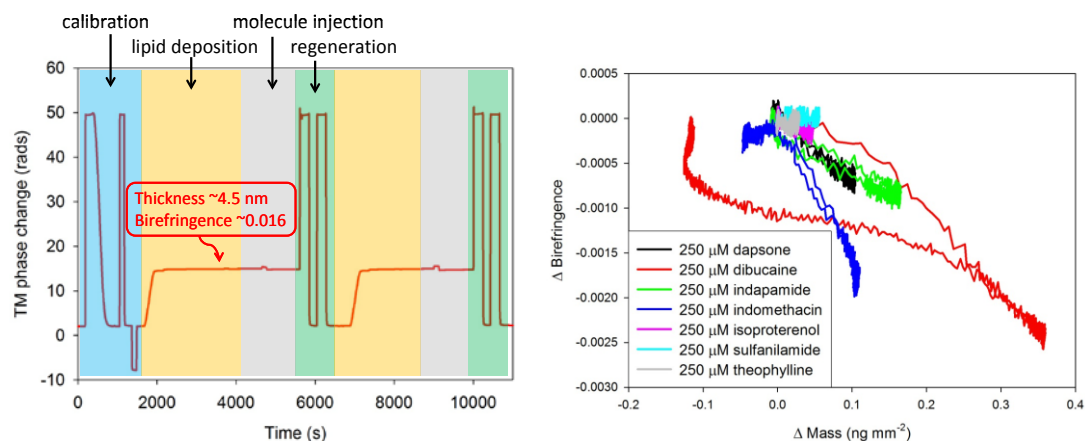 calibration
molecule injection
lipid deposition
regeneration
60
50
40
30
20
10
0
-10
TM phase change (rads)
Thickness ~4.5 nm
Birefringence ~0.016
0
2000
4000
6000
8000
10000
Time (s)
0.0005
0.0000
-0.0005
-0.0010
-0.0015
-0.0020
-0.0025
-0.0030
Δ Birefringence
250 μM dapsone
250 μM dibucaine
250 μM indapamide
250 μM indomethacin
250 μM isoproterenol
250 μM sulfanilamide
250 μM theophylline
-0.2
-0.1
0.0
0.1
0.2
0.3
0.4
Δ Mass (ng mm⁻²)